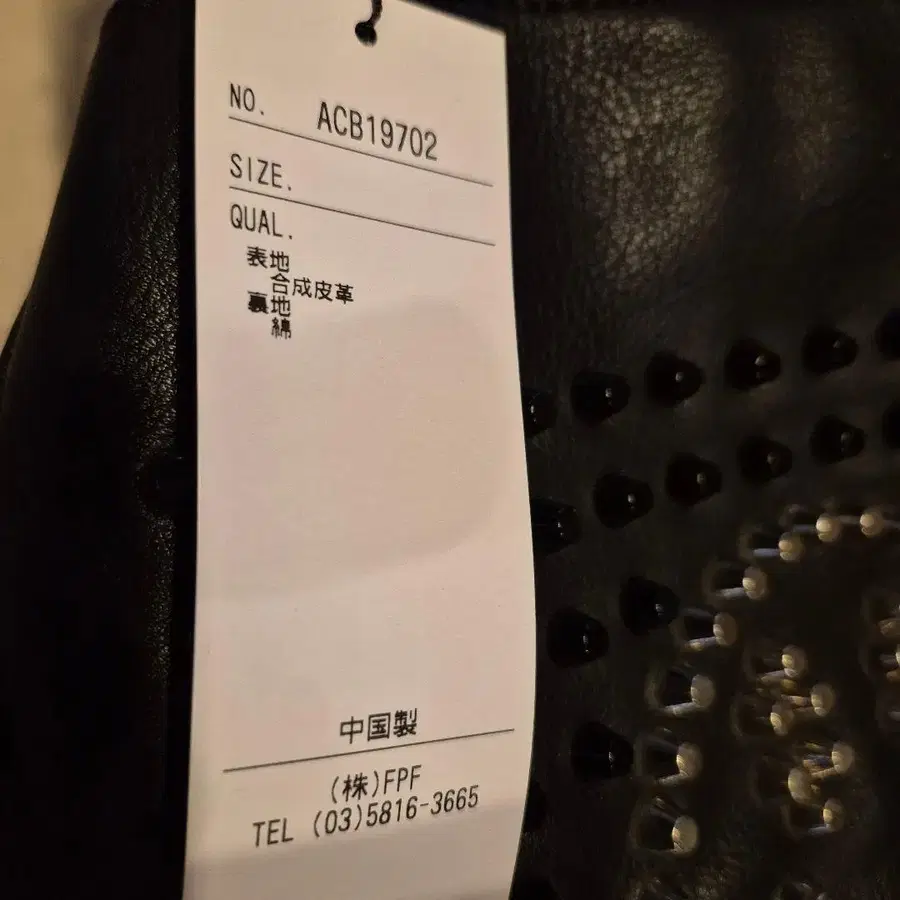 NO. ACB19702
SIZE.
QUAL.
表地
合成皮革
裏地
綿
中国製
(株)FPF
TEL (03)5816-3665